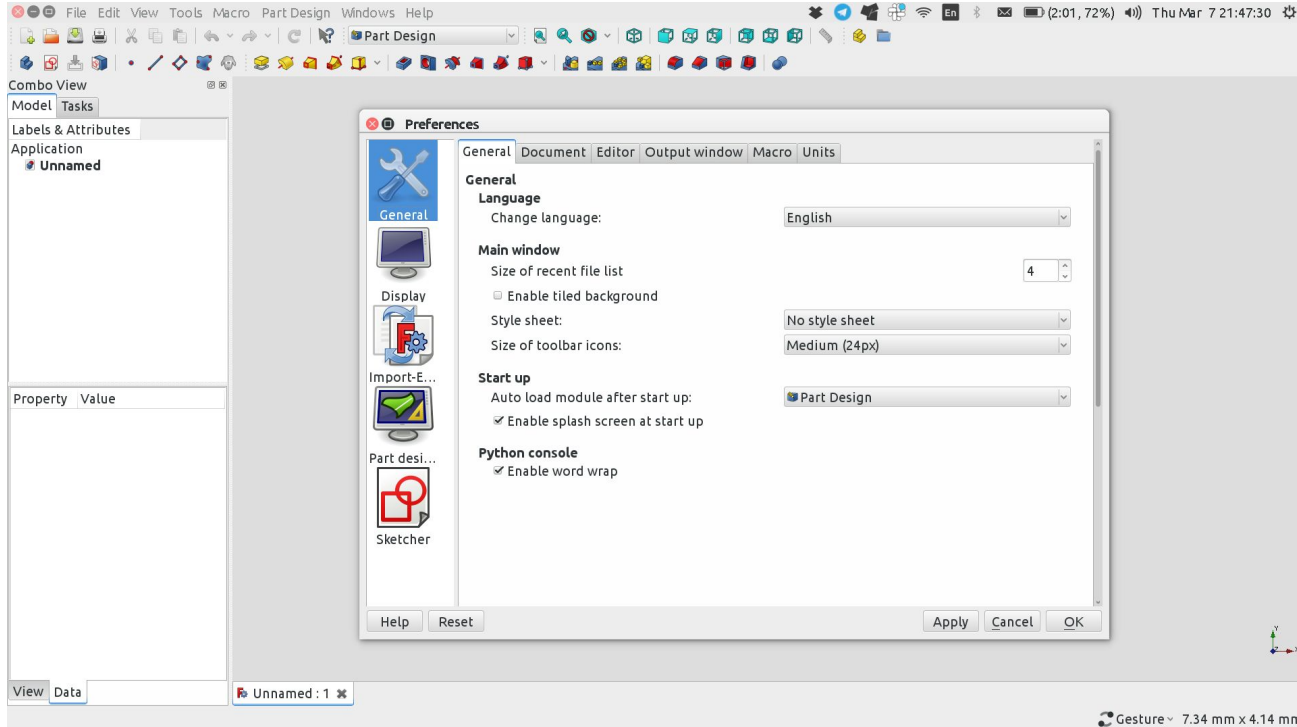 File Edit View Tools Macro Part Design Windows Help
En (2:01, 72%) Thu Mar 7 21:47:30
Part Design
Combo View
Model Tasks
Labels & Attributes
Application
Unnamed
Property Value
View Data
Preferences
General
Display
Import-E...
Part desi...
Sketcher
General Document Editor Output window Macro Units
General
Language
Change language: English
Main window
Size of recent file list 4
Enable tiled background
Style sheet: No style sheet
Size of toolbar icons: Medium (24px)
Start up
Auto load module after start up: Part Design
Enable splash screen at start up
Python console
Enable word wrap
Help Reset Apply Cancel OK
Y
X
Unnamed : 1
Gesture 7.34 mm x 4.14 mm